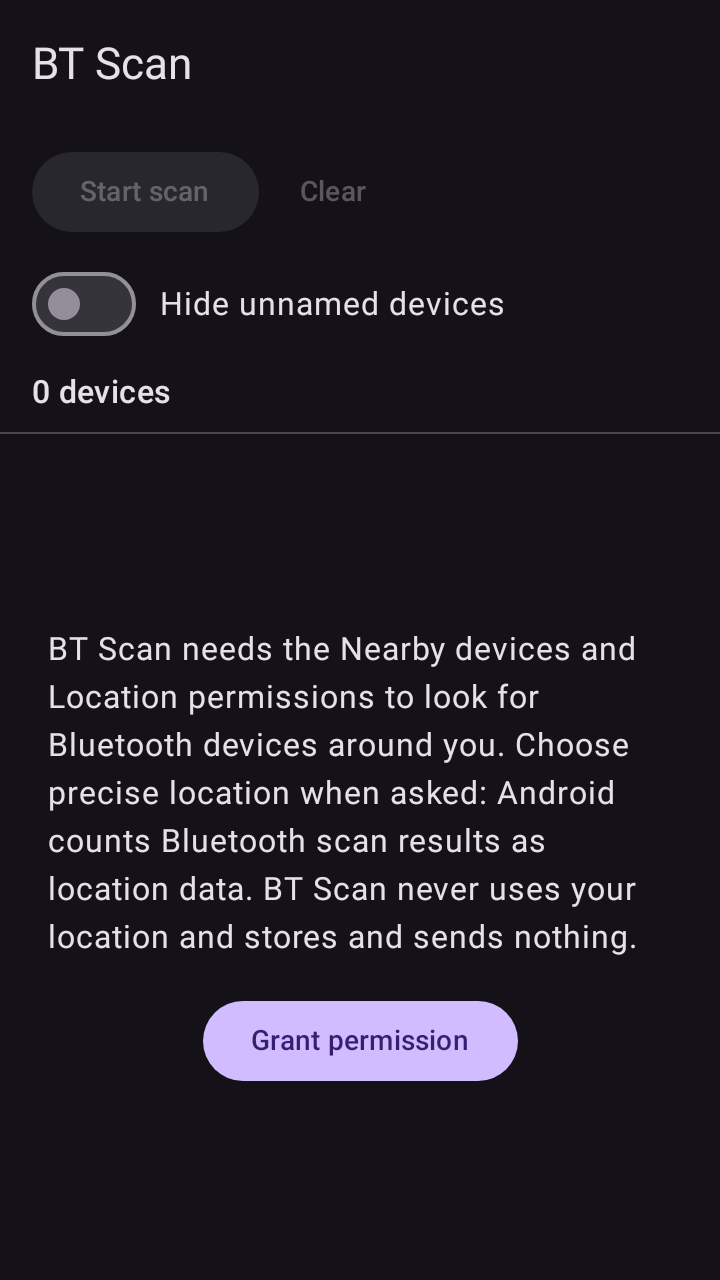 BT Scan
Start scan
Clear
Hide unnamed devices
0 devices
BT Scan needs the Nearby devices and
Location permissions to look for
Bluetooth devices around you. Choose
precise location when asked: Android
counts Bluetooth scan results as
location data. BT Scan never uses your
location and stores and sends nothing.
Grant permission